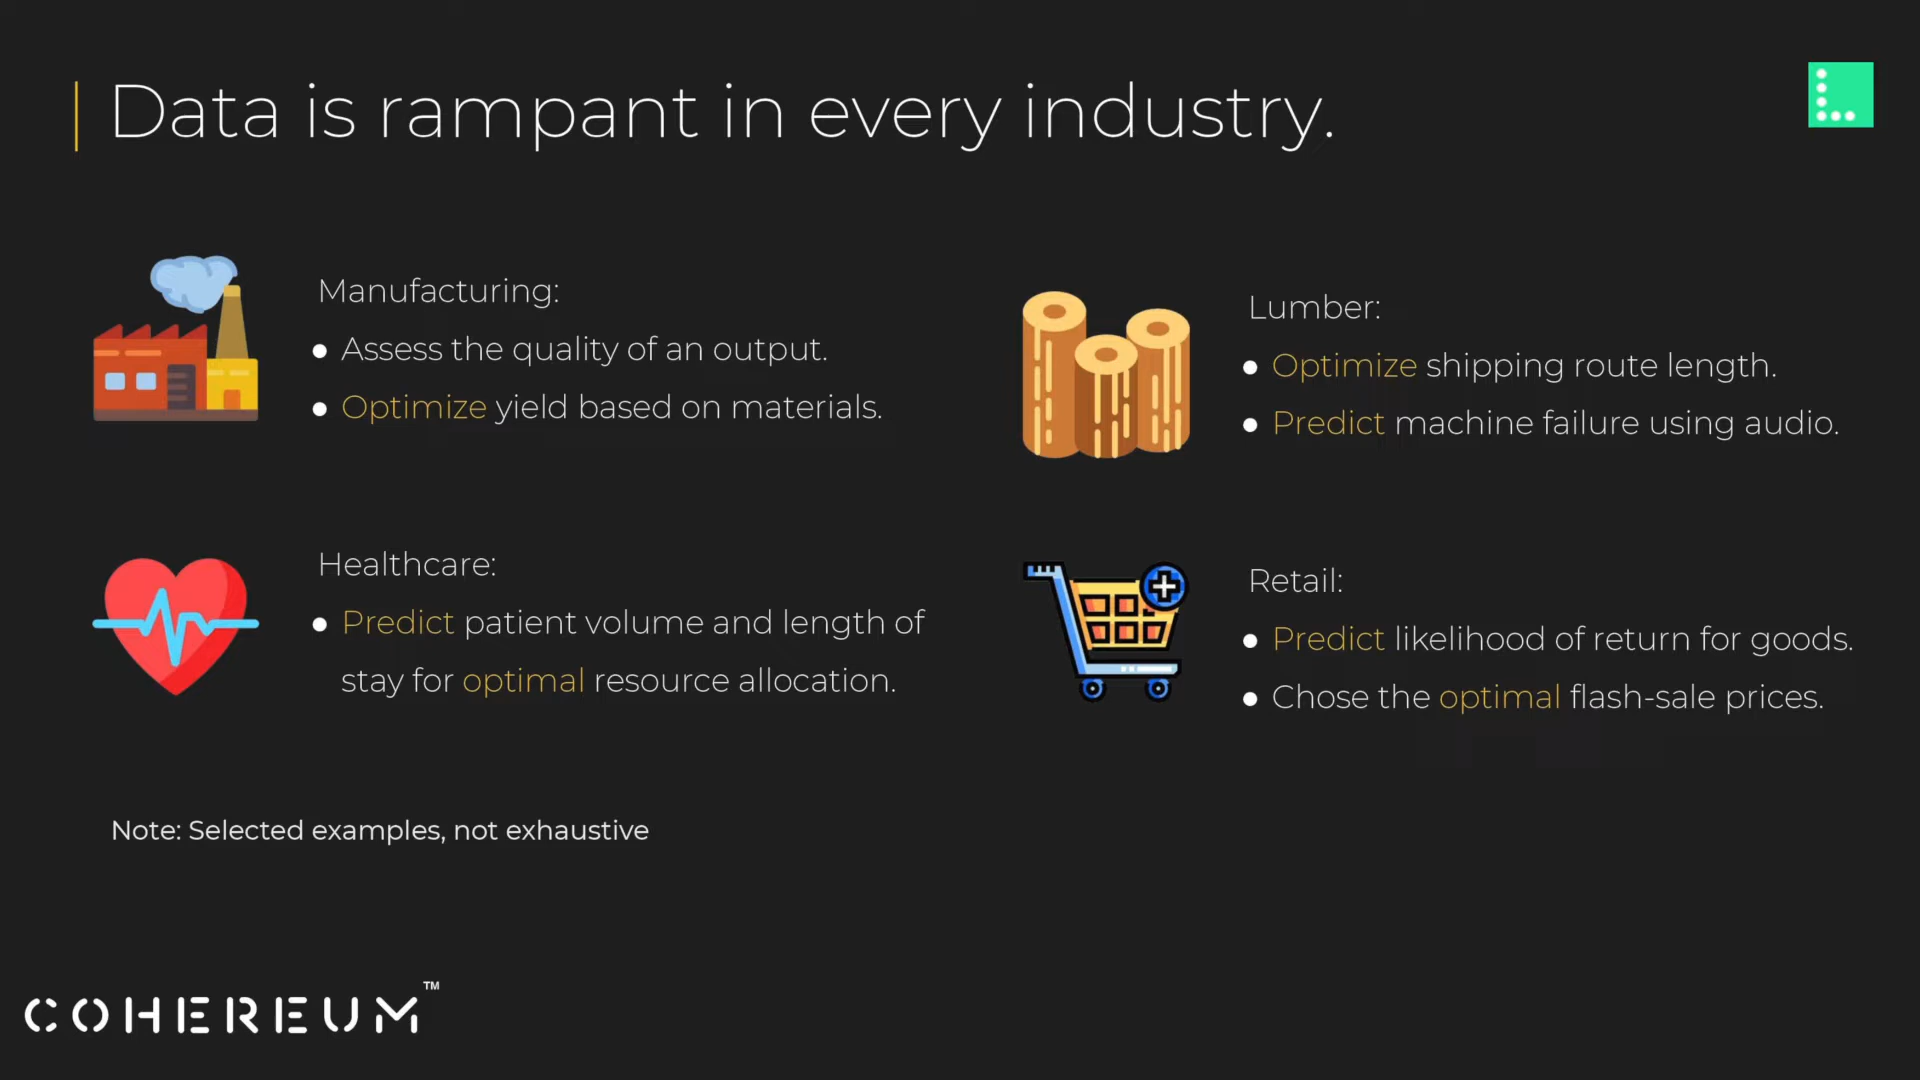 Data is rampant in every industry.
Manufacturing:
● Assess the quality of an output.
● Optimize yield based on materials.
Lumber:
● Optimize shipping route length.
● Predict machine failure using audio.
Healthcare:
● Predict patient volume and length of
stay for optimal resource allocation.
Retail:
● Predict likelihood of return for goods.
● Chose the optimal flash-sale prices.
Note: Selected examples, not exhaustive
COHEREUM™